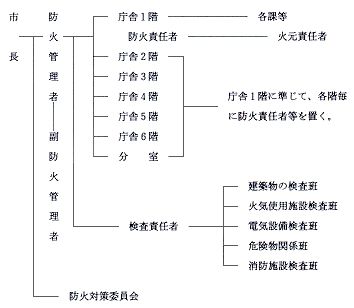 市長
防火管理者
副防火管理者
庁舎1階
各課等
防火責任者
火元責任者
庁舎2階
庁舎3階
庁舎4階
庁舎5階
庁舎6階
分室
庁舎1階に準じて、各階毎
に防火責任者等を置く。
検査責任者
建築物の検査班
火気使用施設検査班
電気設備検査班
危険物関係班
消防施設検査班
防火対策委員会